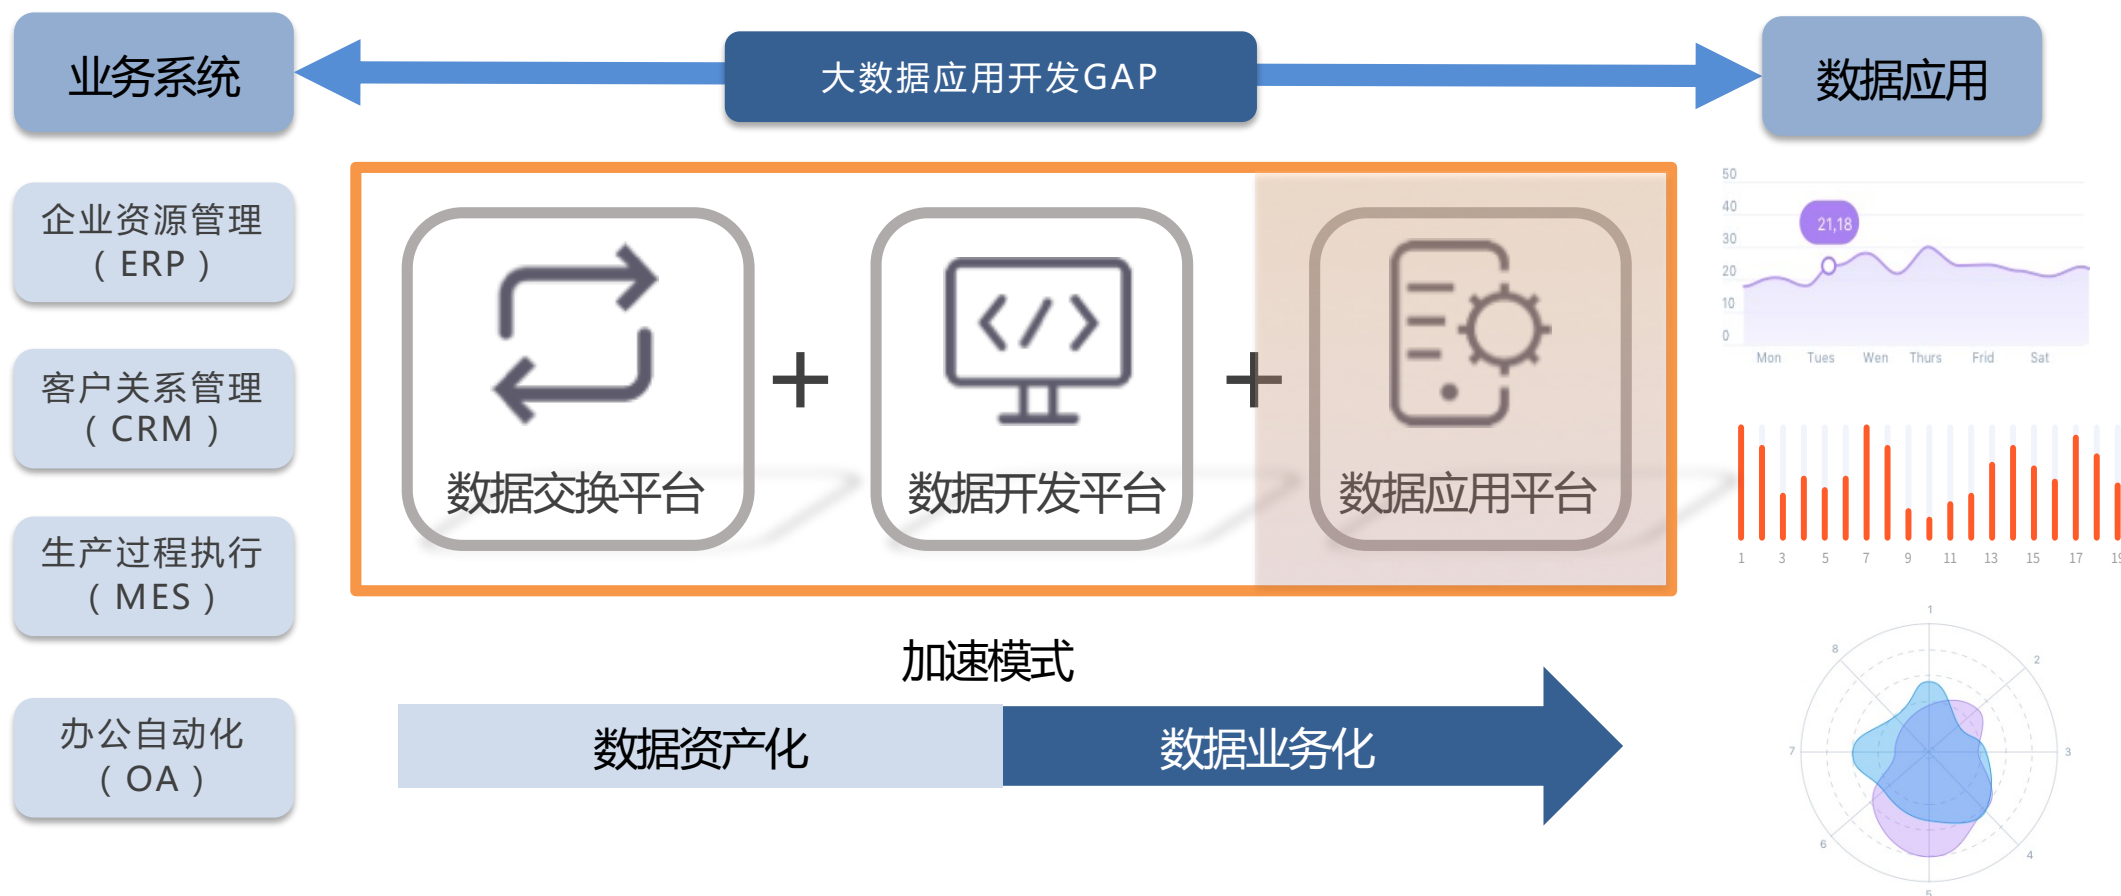 业务系统
大数据应用开发GAP
数据应用
企业资源管理
（ERP）
客户关系管理
（CRM）
生产过程执行
（MES）
办公自动化
（OA）
+
+
数据交换平台
数据开发平台
数据应用平台
加速模式
数据资产化
数据业务化
50
40
30
20
10
0
21,18
Mon Tues Wen Thurs Frid Sat
1 3 5 7 9 11 13 15 17 19
1
2
3
4
5
6
7
8